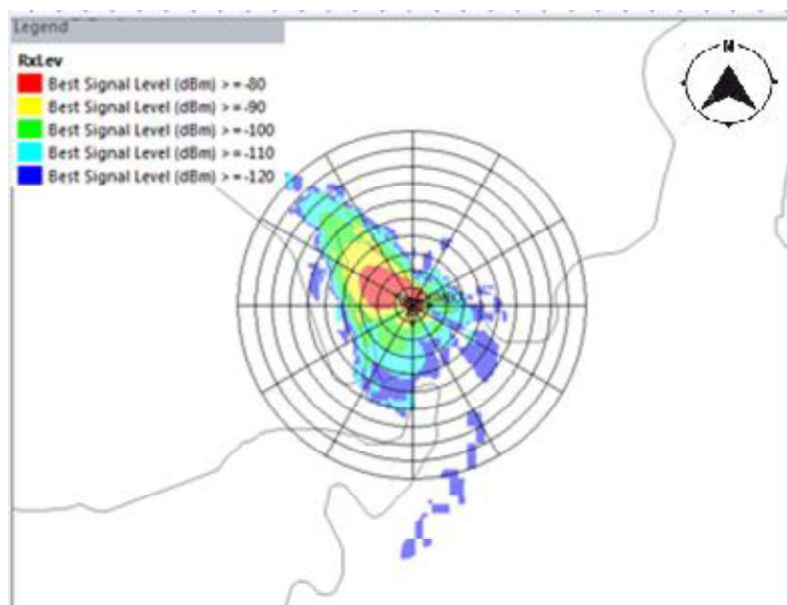 Legend
N
RxLev
Best Signal Level (dBm) >=-80
Best Signal Level (dBm) >=-90
Best Signal Level (dBm) >=-100
Best Signal Level (dBm) >=-110
Best Signal Level (dBm) >=-120